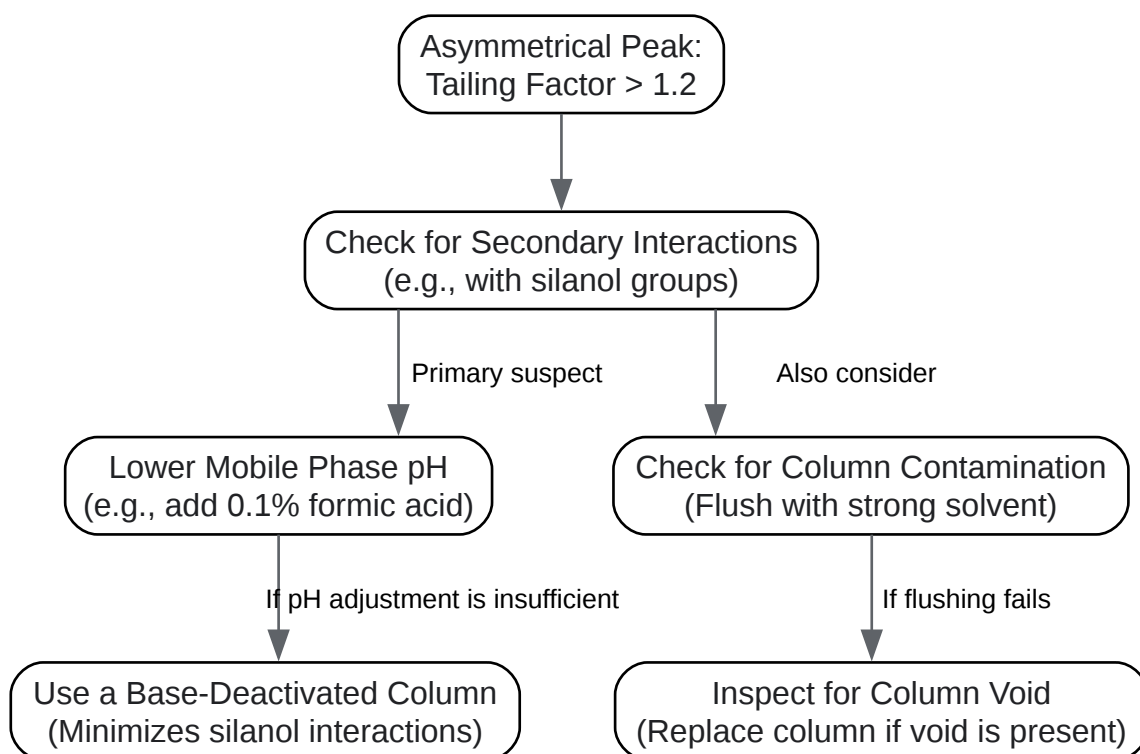 Asymmetrical Peak:
Tailing Factor > 1.2
Check for Secondary Interactions
(e.g., with silanol groups)
Primary suspect
Also consider
Lower Mobile Phase pH
(e.g., add 0.1% formic acid)
Check for Column Contamination
(Flush with strong solvent)
If pH adjustment is insufficient
If flushing fails
Use a Base-Deactivated Column
(Minimizes silanol interactions)
Inspect for Column Void
(Replace column if void is present)